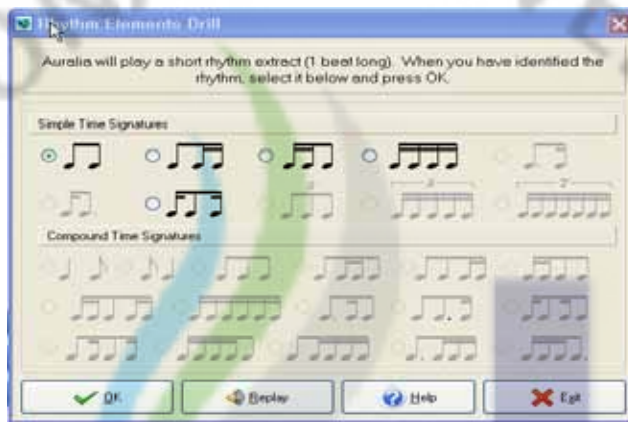 Rhythm Elements Drill
Auralia will play a short rhythm extract (1 beat long). When you have identified the
rhythm, select it below and press OK.
Simple Time Signatures
Compound Time Signatures
OK
Replay
Help
Exit